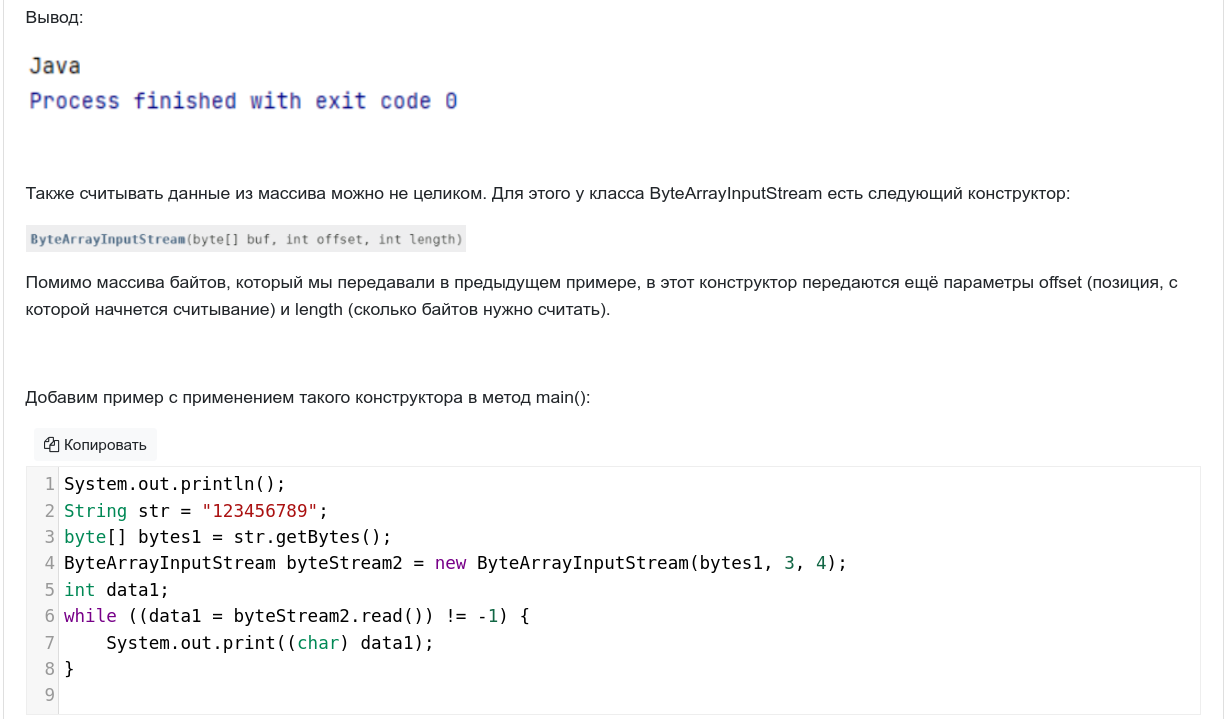 Вывод:
Java
Process finished with exit code 0
Также считывать данные из массива можно не целиком. Для этого у класса ByteArrayInputStream есть следующий конструктор:
ByteArrayInputStream(byte[] buf, int offset, int length)
Помимо массива байтов, который мы передавали в предыдущем примере, в этот конструктор передаются ещё параметры offset (позиция, с
которой начнется считывание) и length (сколько байтов нужно считать).
Добавим пример с применением такого конструктора в метод main():
Копировать
1 System.out.println();
2 String str = "123456789";
3 byte[] bytes1 = str.getBytes();
4 ByteArrayInputStream byteStream2 = new ByteArrayInputStream(bytes1, 3, 4);
5 int data1;
6 while ((data1 = byteStream2.read()) != -1) {
7     System.out.print((char) data1);
8 }
9